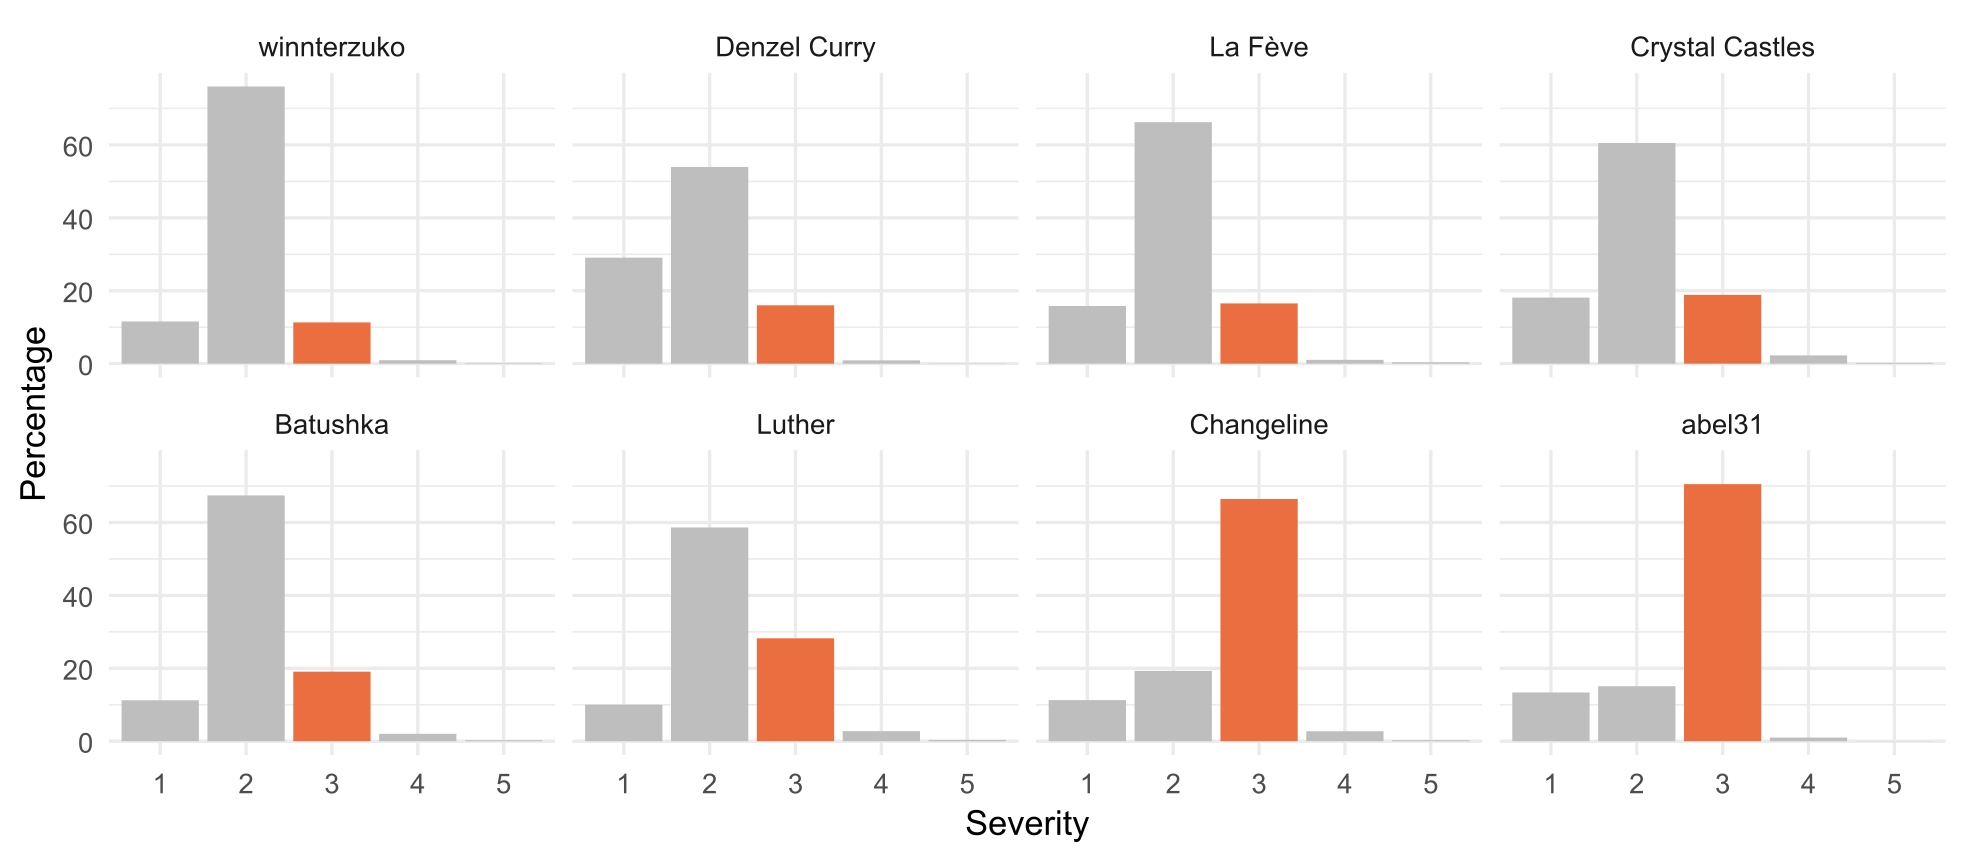 winnterzuko
Denzel Curry
La Fève
Crystal Castles
60
40
20
0
Batushka
Luther
Changeline
abel31
60
40
20
0
Percentage
1 2 3 4 5
1 2 3 4 5
1 2 3 4 5
1 2 3 4 5
Severity